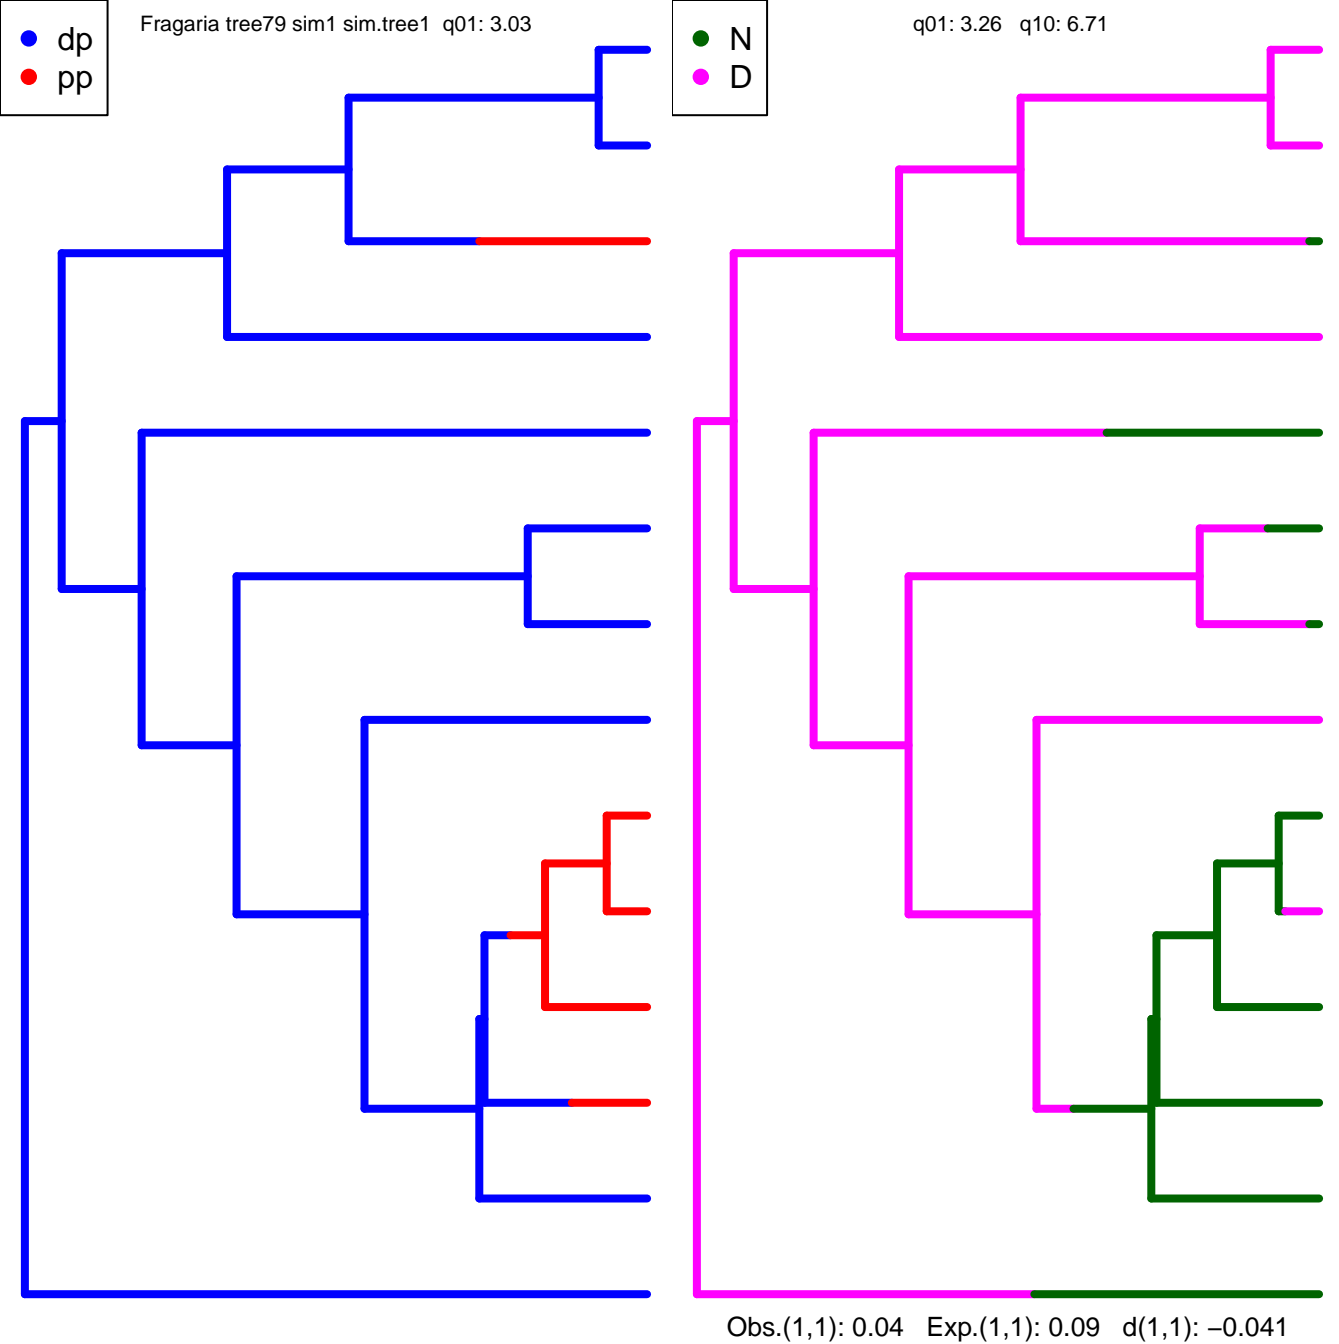 Fragaria tree79 sim1 sim.tree1 q01: 3.03
dp
pp
q01: 3.26 q10: 6.71
N
D
Obs.(1,1): 0.04 Exp.(1,1): 0.09 d(1,1): −0.041